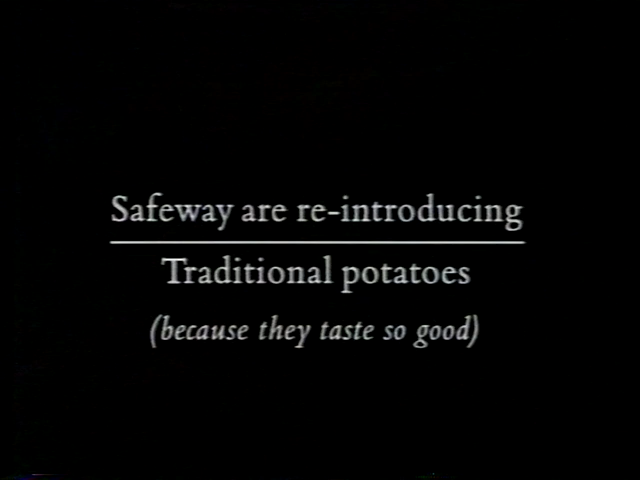 Safeway are re-introducing
Traditional potatoes
(because they taste so good)